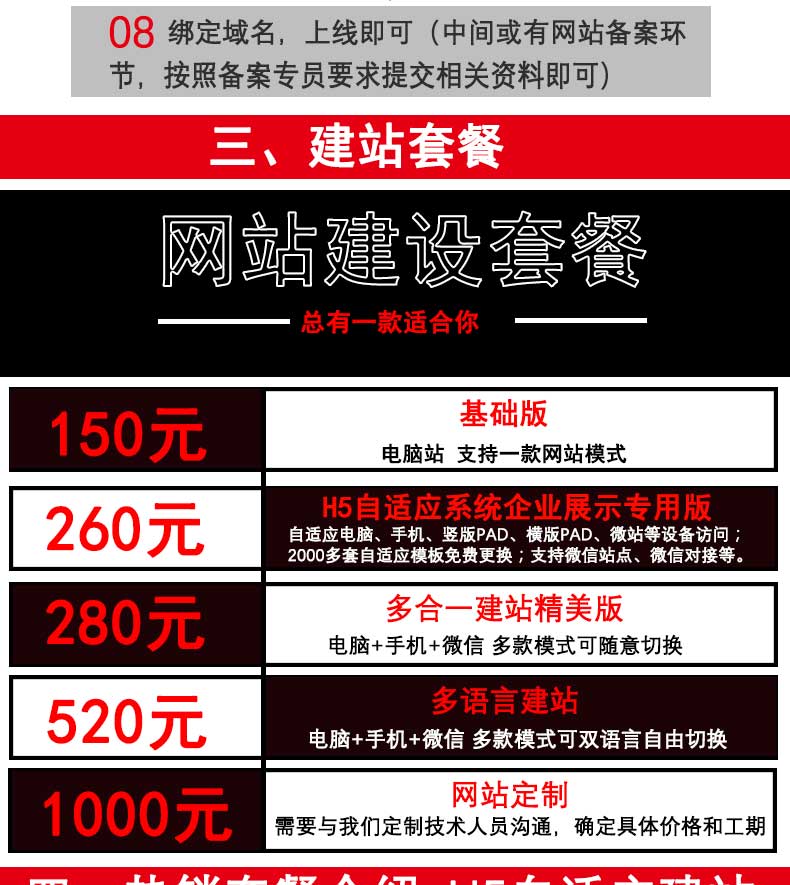 08 绑定域名，上线即可（中间或有网站备案环
节，按照备案专员要求提交相关资料即可）
三、建站套餐
网站建设套餐
总有一款适合你
150元
基础版
电脑站 支持一款网站模式
260元
H5自适应系统企业展示专用版
自适应电脑、手机、竖版PAD、横版PAD、微站等设备访问；
2000多套自适应模板免费更换；支持微信站点、微信对接等。
280元
多合一建站精美版
电脑+手机+微信 多款模式可随意切换
520元
多语言建站
电脑+手机+微信 多款模式可双语言自由切换
1000元
网站定制
需要与我们定制技术人员沟通，确定具体价格和工期